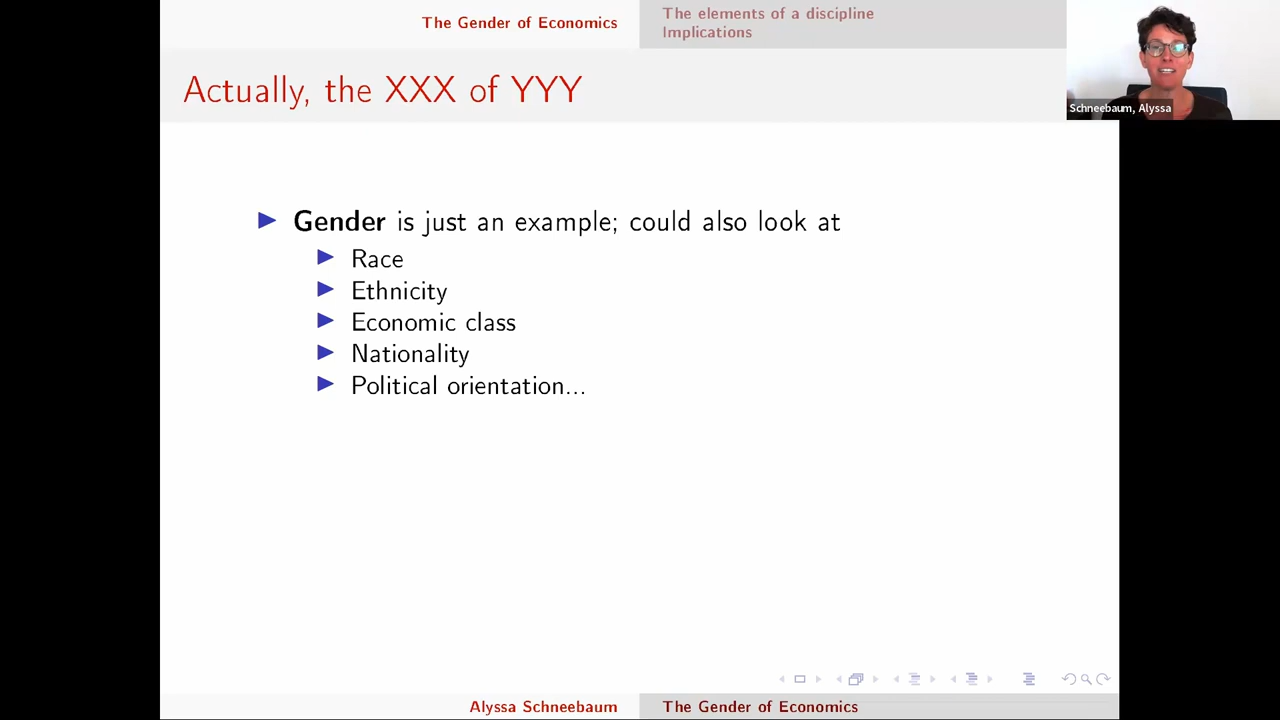 The Gender of Economics
The elements of a discipline
Implications
Schneebaum, Alyssa
Actually, the XXX of YYY
Gender is just an example; could also look at
Race
Ethnicity
Economic class
Nationality
Political orientation...
Alyssa Schneebaum
The Gender of Economics